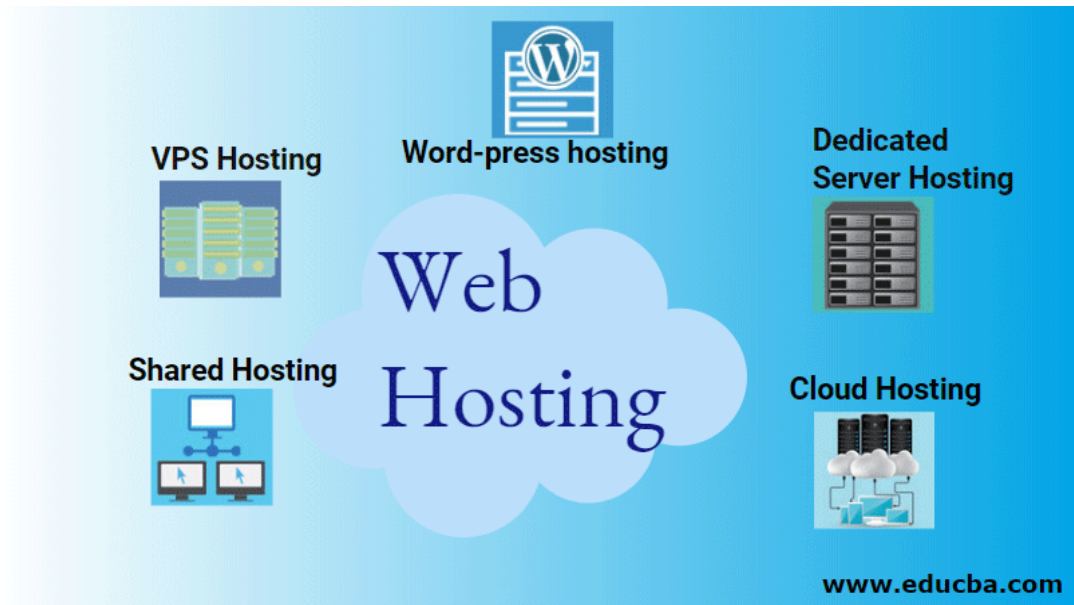 Word-press hosting
VPS Hosting
Dedicated
Server Hosting
Web
Hosting
Shared Hosting
Cloud Hosting
www.educba.com